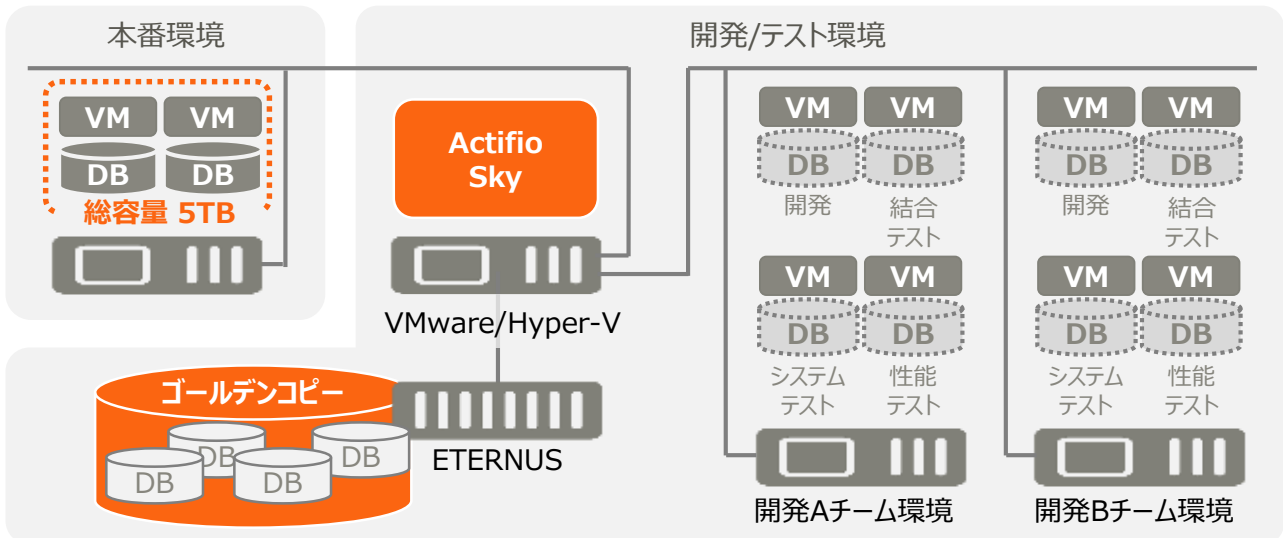 本番環境
VM VM
DB DB
総容量 5TB
開発/テスト環境
Actifio
Sky
VMware/Hyper-V
ゴールデンコピー
DB DB
DB DB
ETERNUS
VM VM
DB DB
開発 結合
テスト
VM VM
DB DB
システム 性能
テスト テスト
開発Aチーム環境
VM VM
DB DB
開発 結合
テスト
VM VM
DB DB
システム 性能
テスト テスト
開発Bチーム環境